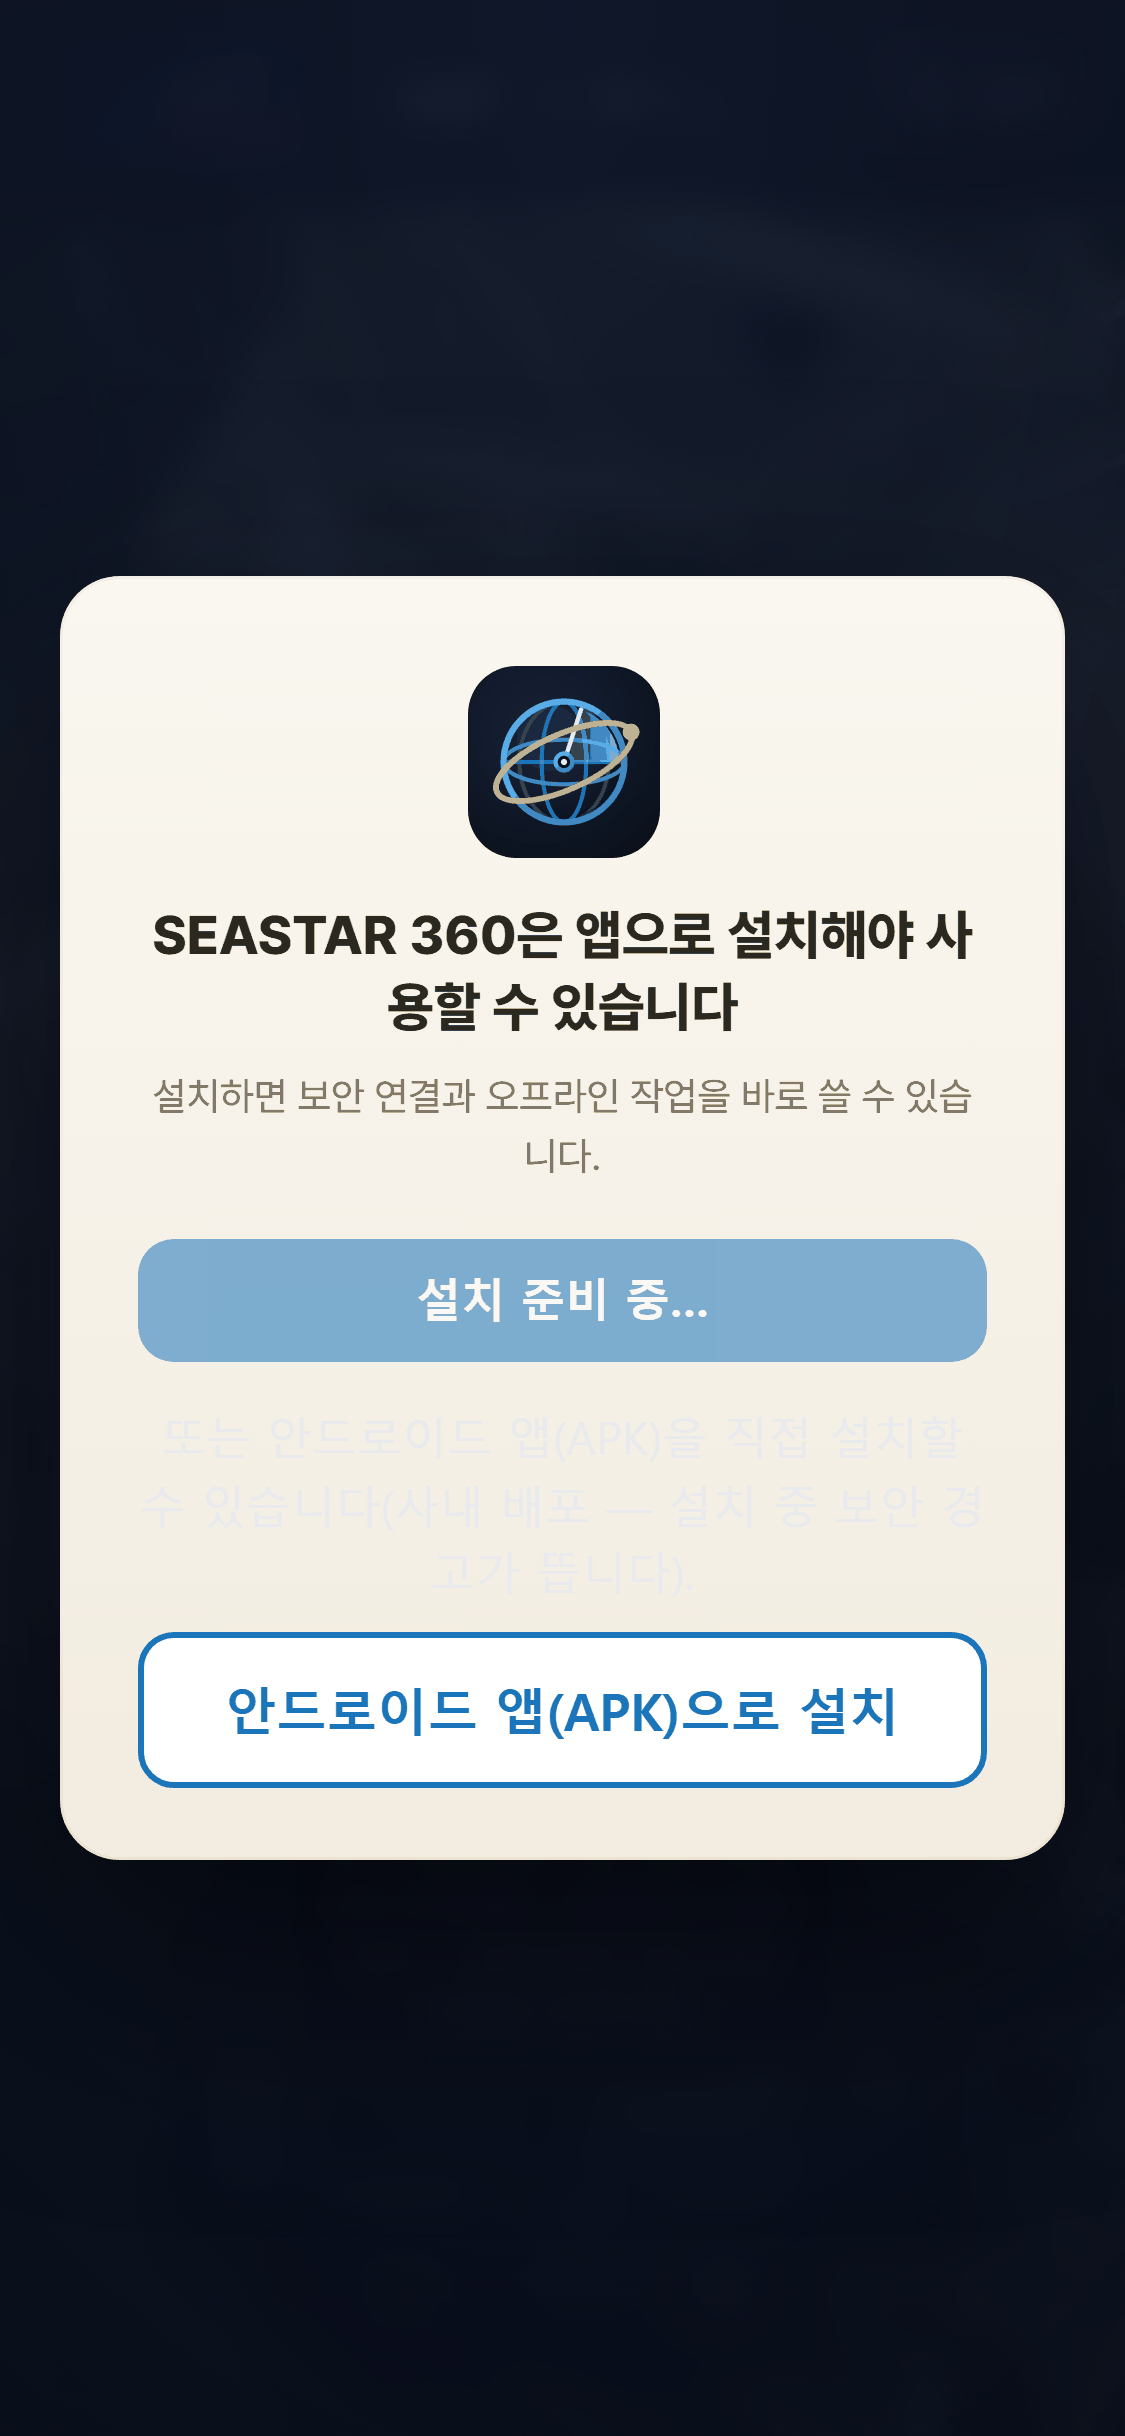 SEASTAR 360은 앱으로 설치해야 사
용할 수 있습니다
설치하면 보안 연결과 오프라인 작업을 바로 쓸 수 있습
니다.
설치 준비 중...
또는 안드로이드 앱(APK)을 직접 설치할
수 있습니다(사내 배포 — 설치 중 보안 경
고가 뜹니다).
안드로이드 앱(APK)으로 설치